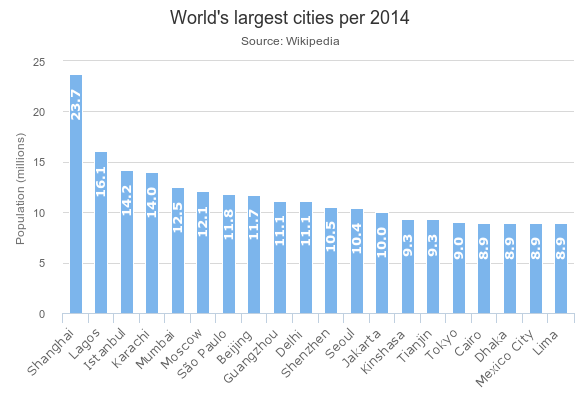 World's largest cities per 2014
Source: Wikipedia
Population (millions)
25
20
15
10
5
0
23.7
16.1
14.2
14.0
12.5
12.1
11.8
11.7
11.1
11.1
10.5
10.4
10.0
9.3
9.3
9.0
8.9
8.9
8.9
8.9
Shanghai
Lagos
Istanbul
Karachi
Mumbai
Moscow
São Paulo
Beijing
Guangzhou
Delhi
Shenzhen
Seoul
Jakarta
Kinshasa
Tianjin
Tokyo
Cairo
Dhaka
Mexico City
Lima